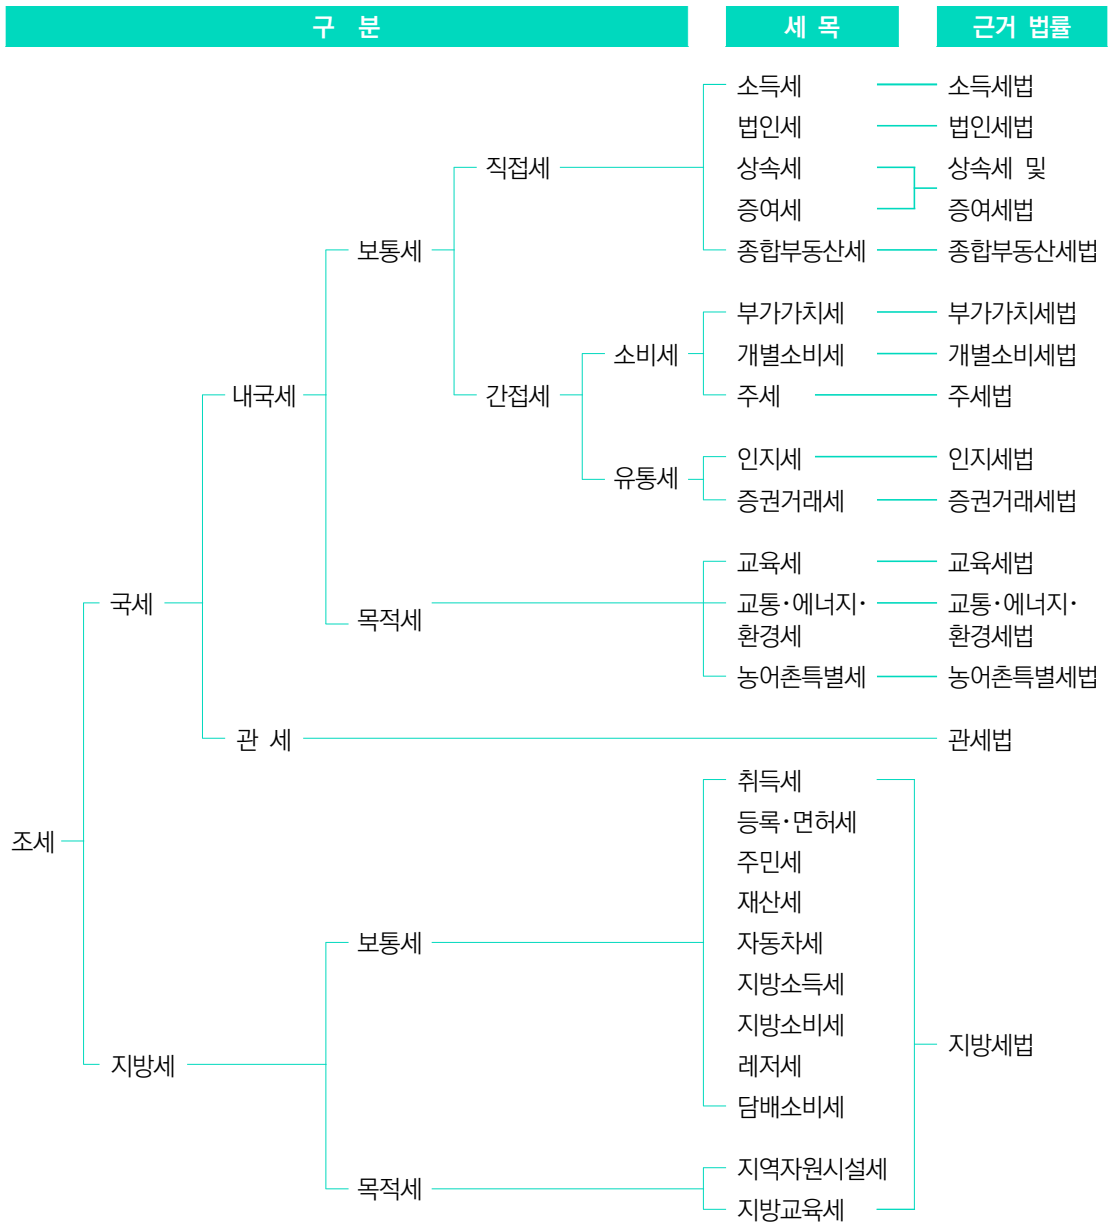 구 분 세 목 근거 법률
소득세 소득세법
법인세 법인세법
직접세 상속세 상속세 및
증여세 증여세법
보통세 종합부동산세 종합부동산세법
부가가치세 부가가치세법
소비세 개별소비세 개별소비세법
내국세 간접세 주세 주세법
인지세 인지세법
유통세 증권거래세 증권거래세법
교육세 교육세법
국세 목적세 교통·에너지· 교통·에너지·
환경세 환경세법
농어촌특별세 농어촌특별세법
관 세 관세법
취득세
조세 등록·면허세
주민세
재산세
보통세 자동차세
지방소득세
지방소비세 지방세법
지방세 레저세
담배소비세
지역자원시설세
목적세 지방교육세